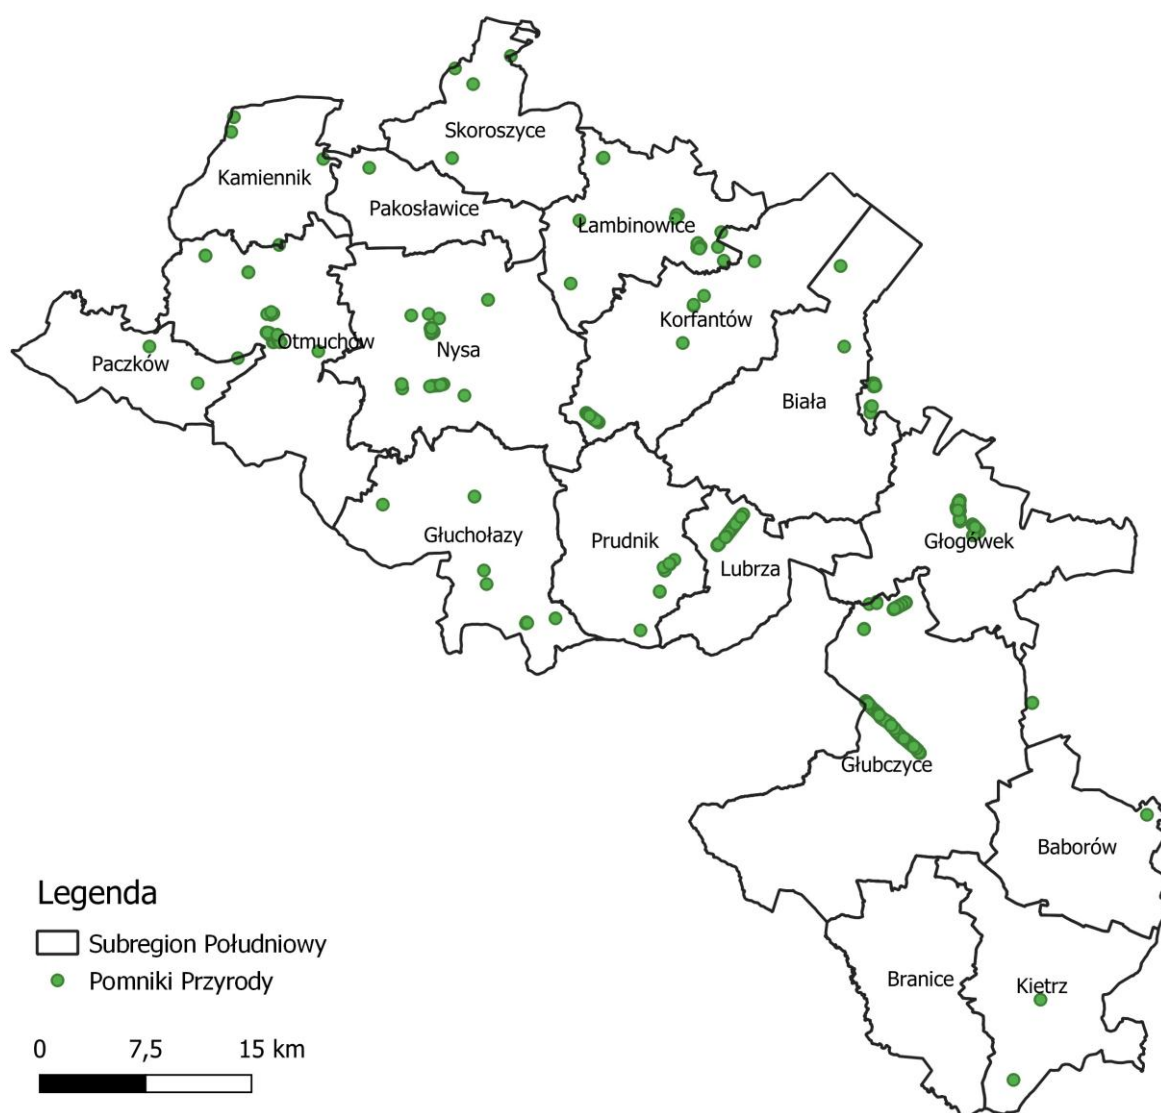 Skoroszyce
Kamiennik
Pakosławice
Łambinowice
Korfantów
Otmuchów
Nysa
Paczków
Biała
Głuchołazy
Prudnik
Głogówek
Lubrza
Głubczyce
Baborów
Branice
Kietrz
Legenda
Subregion Południowy
Pomniki Przyrody
0 7,5 15 km